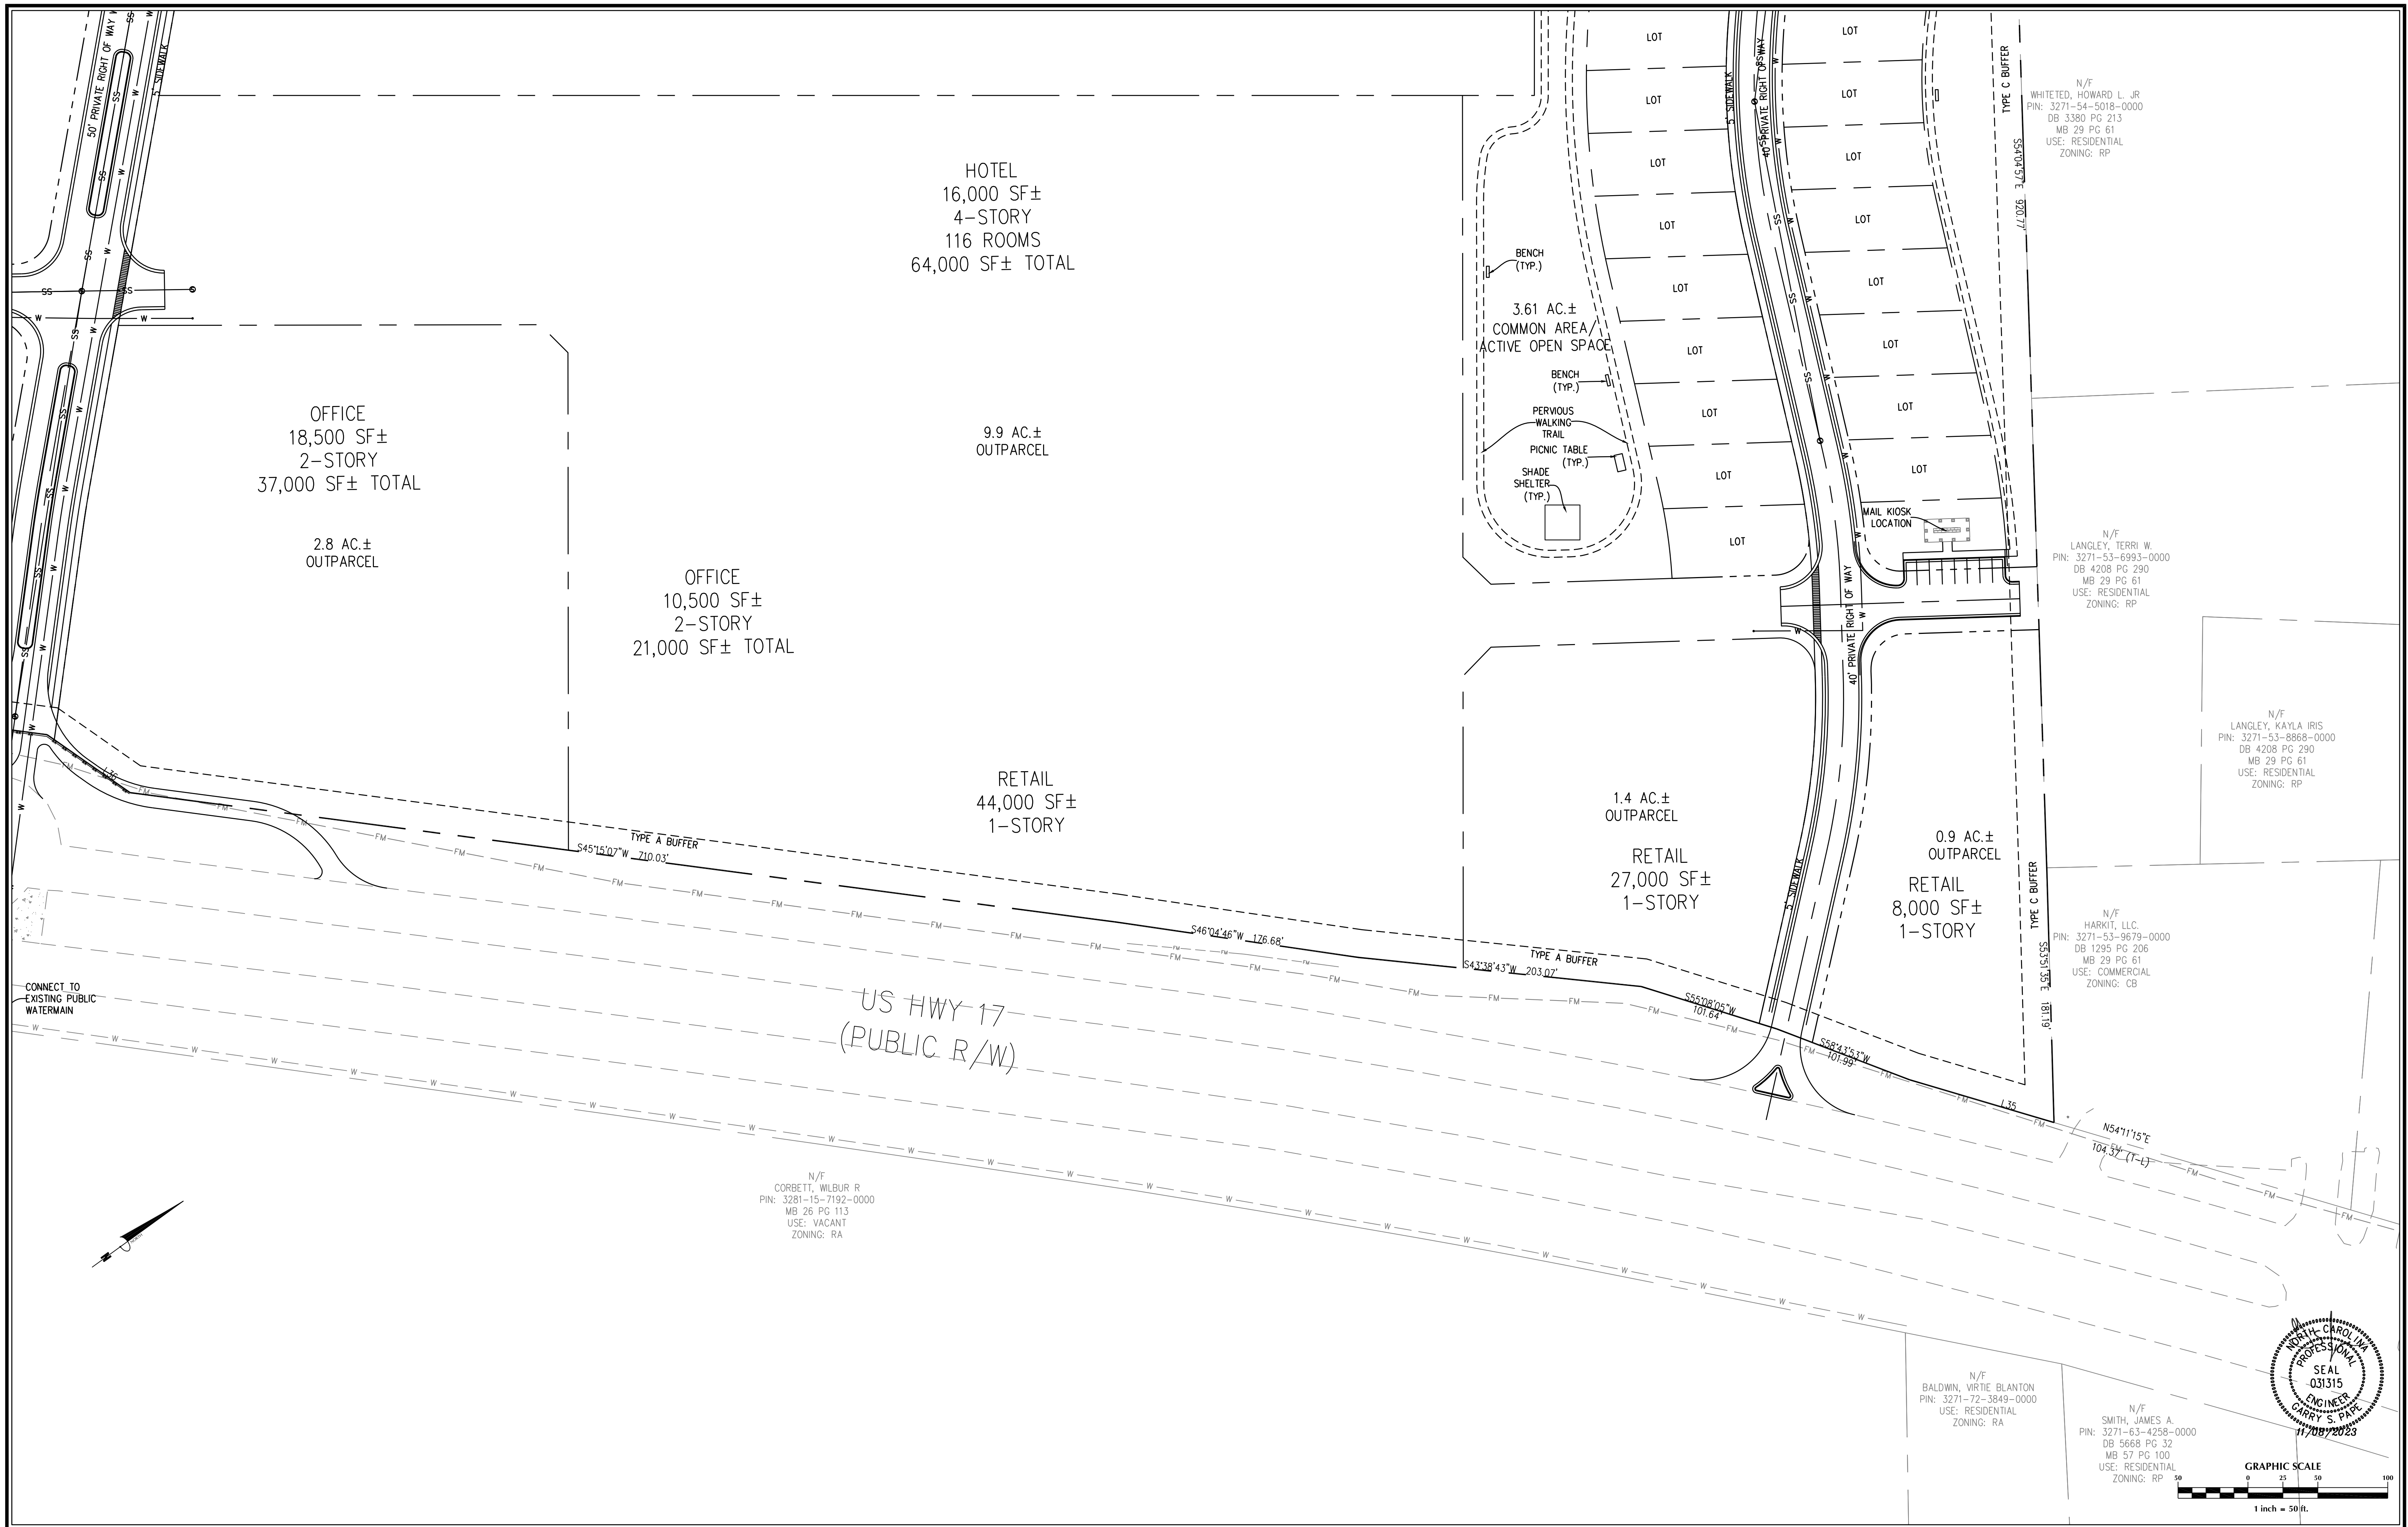 50' PRIVATE RIGHT OF WAY
5' SIDEWALK
HOTEL
16,000 SF±
4-STORY
116 ROOMS
64,000 SF± TOTAL
OFFICE
18,500 SF±
2-STORY
37,000 SF± TOTAL
2.8 AC.±
OUTPARCEL
9.9 AC.±
OUTPARCEL
OFFICE
10,500 SF±
2-STORY
21,000 SF± TOTAL
RETAIL
44,000 SF±
1-STORY
BENCH
(TYP.)
3.61 AC.±
COMMON AREA/
ACTIVE OPEN SPACE
BENCH
(TYP.)
PERVIOUS
WALKING
TRAIL
PICNIC TABLE
(TYP.)
SHADE
SHELTER
(TYP.)
LOT
LOT
LOT
LOT
LOT
LOT
LOT
LOT
LOT
5' SIDEWALK
40' PRIVATE RIGHT OF WAY
LOT
LOT
LOT
LOT
LOT
LOT
LOT
LOT
MAIL KIOSK
LOCATION
TYPE C BUFFER
S54°04'57"E 920.77'
40' PRIVATE RIGHT OF WAY
1.4 AC.±
OUTPARCEL
RETAIL
27,000 SF±
1-STORY
5' SIDEWALK
0.9 AC.±
OUTPARCEL
RETAIL
8,000 SF±
1-STORY
TYPE C BUFFER
S53°51'35"E 181.19'
L36
TYPE A BUFFER
S45°15'07"W 710.03'
S46°04'46"W 176.68'
TYPE A BUFFER
S43°38'43"W 203.07'
S55°08'05"W
101.64'
S58°43'53"W
101.99'
L35
N54°11'15"E
104.37' (T-L)
CONNECT TO
EXISTING PUBLIC
WATERMAIN
US HWY 17
(PUBLIC R/W)
N/F
WHITETED, HOWARD L. JR
PIN: 3271-54-5018-0000
DB 3380 PG 213
MB 29 PG 61
USE: RESIDENTIAL
ZONING: RP
N/F
LANGLEY, TERRI W.
PIN: 3271-53-6993-0000
DB 4208 PG 290
MB 29 PG 61
USE: RESIDENTIAL
ZONING: RP
N/F
LANGLEY, KAYLA IRIS
PIN: 3271-53-8868-0000
DB 4208 PG 290
MB 29 PG 61
USE: RESIDENTIAL
ZONING: RP
N/F
HARKIT, LLC.
PIN: 3271-53-9679-0000
DB 1295 PG 206
MB 29 PG 61
USE: COMMERCIAL
ZONING: CB
N/F
CORBETT, WILBUR R
PIN: 3281-15-7192-0000
MB 26 PG 113
USE: VACANT
ZONING: RA
N/F
BALDWIN, VIRTIE BLANTON
PIN: 3271-72-3849-0000
USE: RESIDENTIAL
ZONING: RA
N/F
SMITH, JAMES A.
PIN: 3271-63-4258-0000
DB 5668 PG 32
MB 57 PG 100
USE: RESIDENTIAL
ZONING: RP
NORTH CAROLINA
PROFESSIONAL
SEAL
031315
ENGINEER
GARRY S. PAPE
11/08/2023
GRAPHIC SCALE
50 0 25 50 100
1 inch = 50 ft.